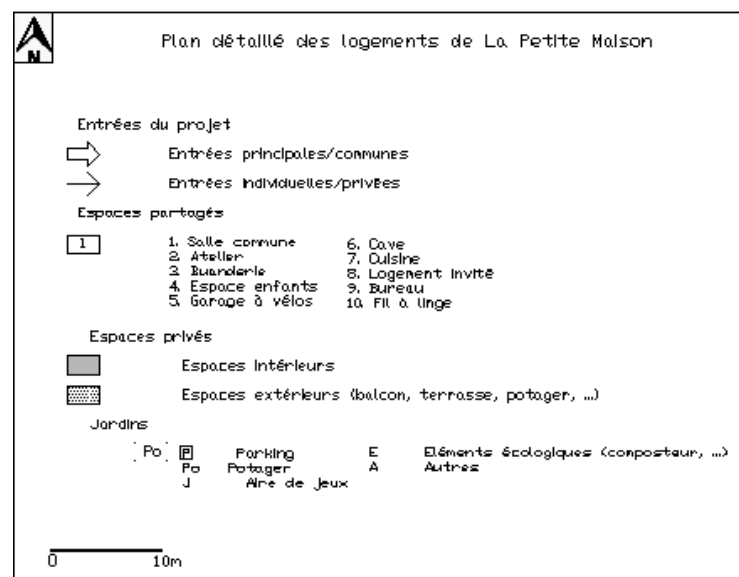 N
Plan détaillé des logements de La Petite Maison
Entrées du projet
Entrées principales/communes
Entrées individuelles/privées
Espaces partagés
1
1. Salle commune
2. Atelier
3. Buanderie
4. Espace enfants
5. Garage à vélos
6. Cave
7. Cuisine
8. Logement invité
9. Bureau
10. Fil à linge
Espaces privés
Espaces intérieurs
Espaces extérieurs (balcon, terrasse, potager, ...)
Jardins
Po P Parking E Eléments écologiques (composteur, ...)
Po Potager A Autres
J Aire de jeux
0 10m